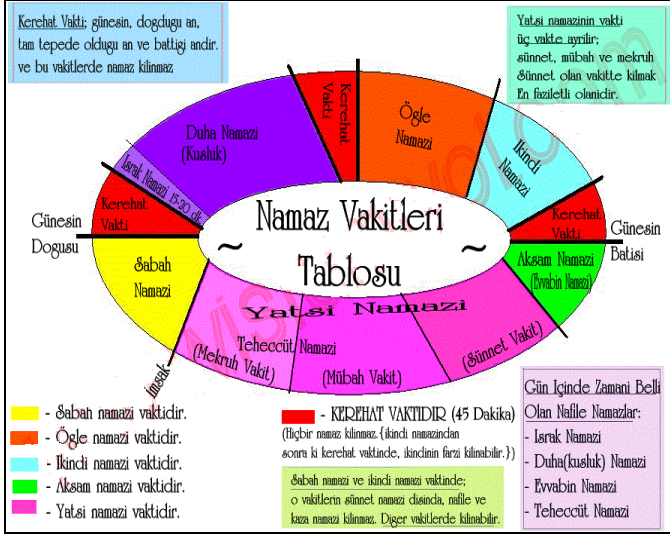 Kerehat Vakti; günesin, dogdugu an,
tam tepede oldugu an ve battigi andir.
ve bu vakitlerde namaz kilinmaz
Yatsi namazinin vakti
üç vakte ayrilir;
sünnet, mübah ve mekruh
Sünnet olan vakitte kilmak
En faziletli olanidir.
Kerehat
Vakti
Ögle
Namazi
Duha Namazi
(Kusluk)
Ikindi
Namazi
Israk Namazi 15-20 dk.
Kerehat
Vakti
Kerehat
Vakti
Günesin
Dogusu
Günesin
Batisi
~ Namaz Vakitleri ~
Tablosu
Sabah
Namazi
Aksam Namazi
(Evvabin Namazi)
Yatsi Namazi
Teheccüt Namazi
(Mekruh Vakit)
(Mübah Vakit)
(Sünnet Vakit)
Imsak
- Sabah namazi vaktidir.
- Ögle namazi vaktidir.
- Ikindi namazi vaktidir.
- Aksam namazi vaktidir.
- Yatsi namazi vaktidir.
- KEREHAT VAKTIDIR (45 Dakika)
(Hiçbir namaz kilinmaz.{ikindi namazindan
sonra ki kerehat vaktinde, ikindinin farzi kilinabilir.})
Sabah namazi ve ikindi namazi vaktinde;
o vakitlerin sünnet namazi disinda, nafile ve
kaza namazi kilinmaz. Diger vakitlerde kilinabilir.
Gün Içinde Zamani Belli
Olan Nafile Namazlar:
- Israk Namazi
- Duha(kusluk) Namazi
- Evvabin Namazi
- Teheccüt Namazi